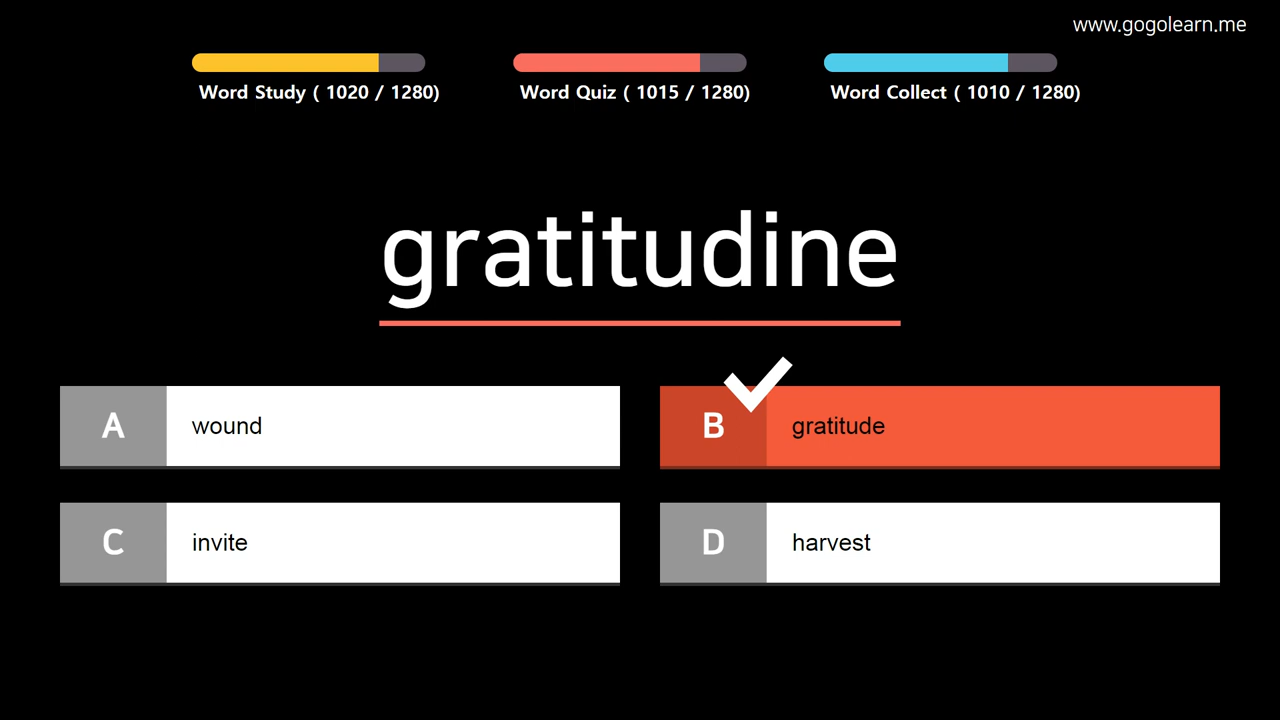 www.gogolearn.me
Word Study ( 1020 / 1280)
Word Quiz ( 1015 / 1280)
Word Collect ( 1010 / 1280)
gratitudine
A wound
B gratitude
C invite
D harvest